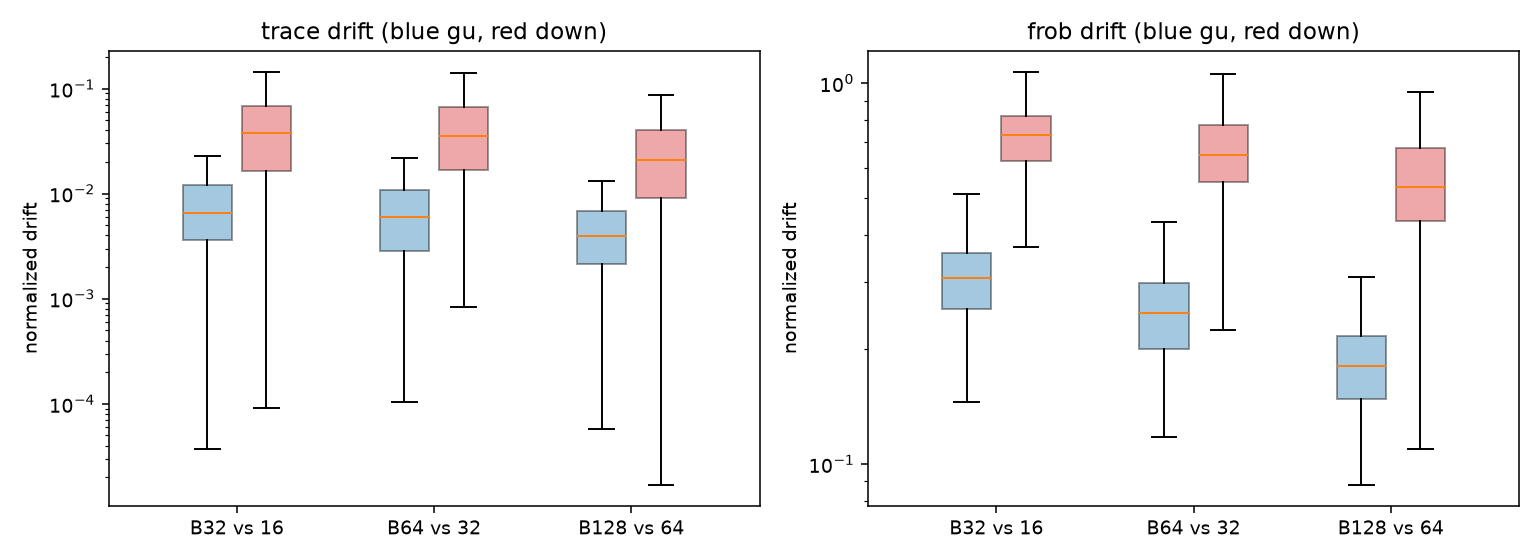 trace drift (blue gu, red down)
normalized drift
10⁻¹
10⁻²
10⁻³
10⁻⁴
B32 vs 16
B64 vs 32
B128 vs 64
frob drift (blue gu, red down)
normalized drift
10⁰
10⁻¹
B32 vs 16
B64 vs 32
B128 vs 64